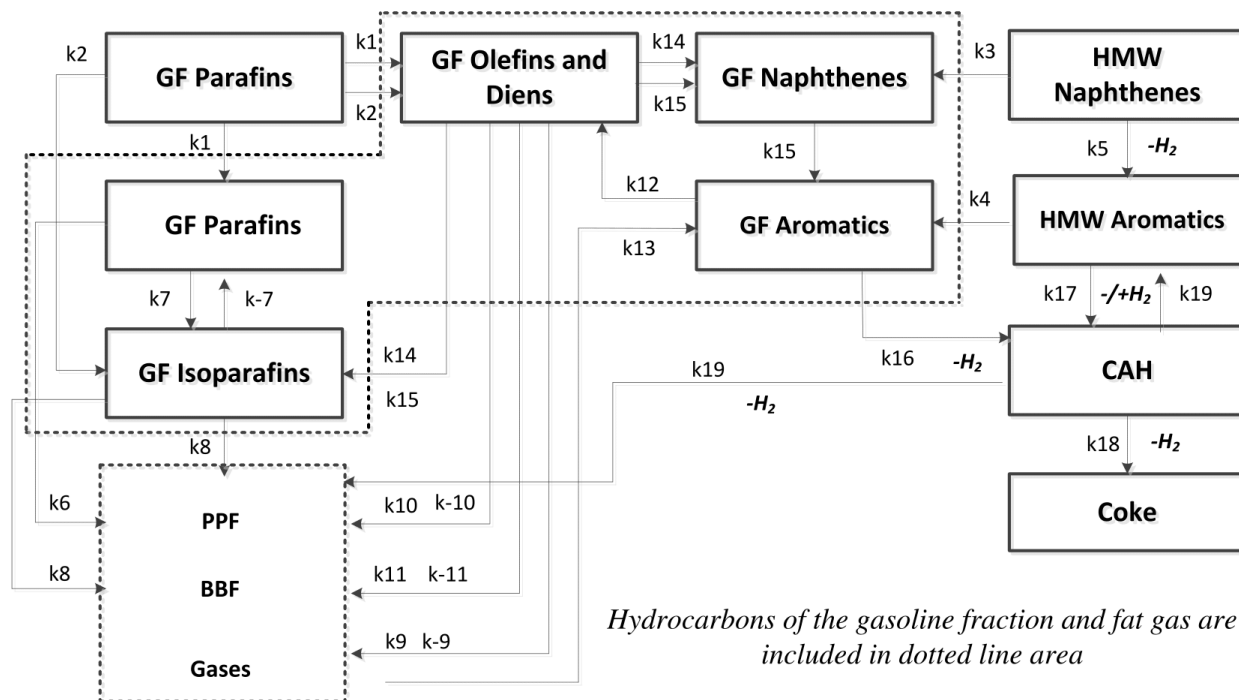 k2
GF Parafins
k1
k2
GF Olefins and
Diens
k14
k15
GF Naphthenes
k3
HMW
Naphthenes
k1
k15
k5
-H2
GF Parafins
k12
k13
GF Aromatics
k4
HMW Aromatics
k7
k-7
k17
-/+H2
k19
GF Isoparafins
k14
k15
k16
-H2
CAH
k19
-H2
k8
k18
-H2
k6
PPF
k10
k-10
Coke
k8
BBF
k11
k-11
Gases
k9
k-9
Hydrocarbons of the gasoline fraction and fat gas are
included in dotted line area